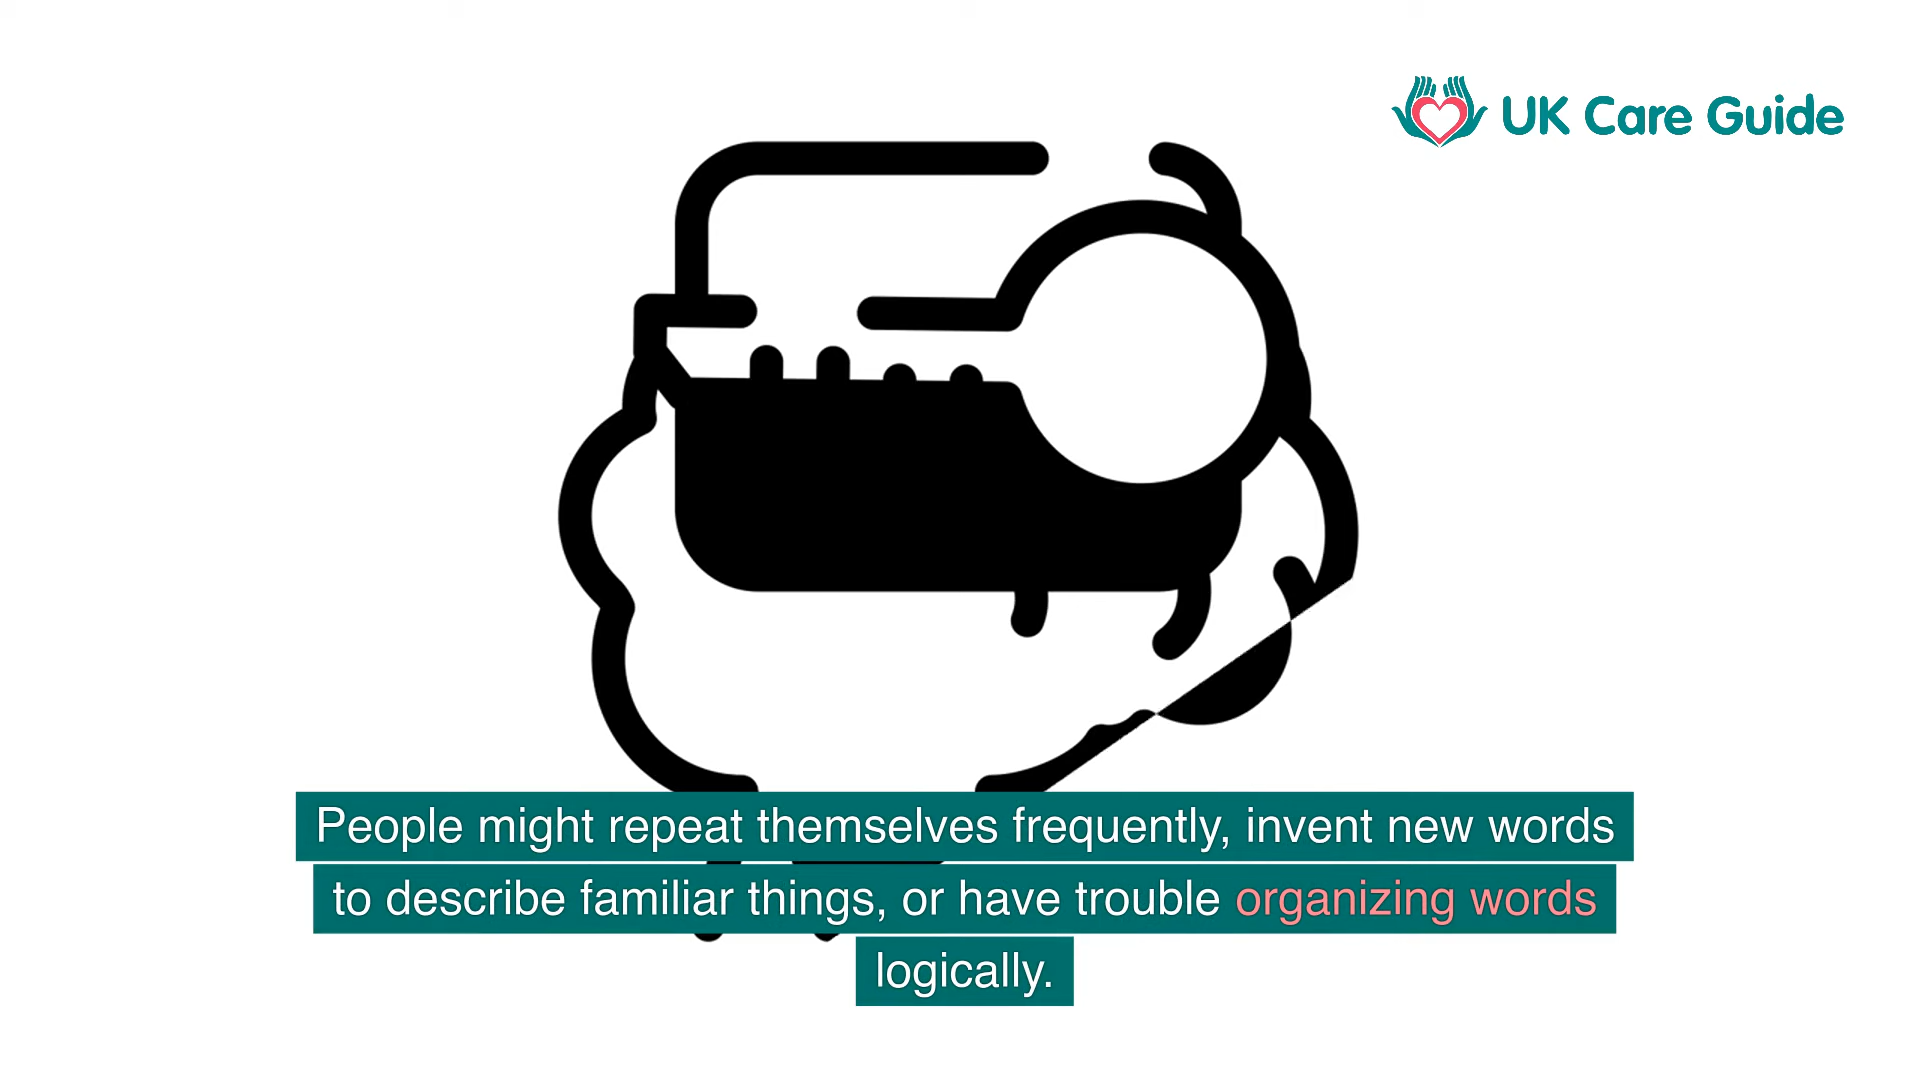 UK Care Guide
People might repeat themselves frequently, invent new words
to describe familiar things, or have trouble organizing words
logically.